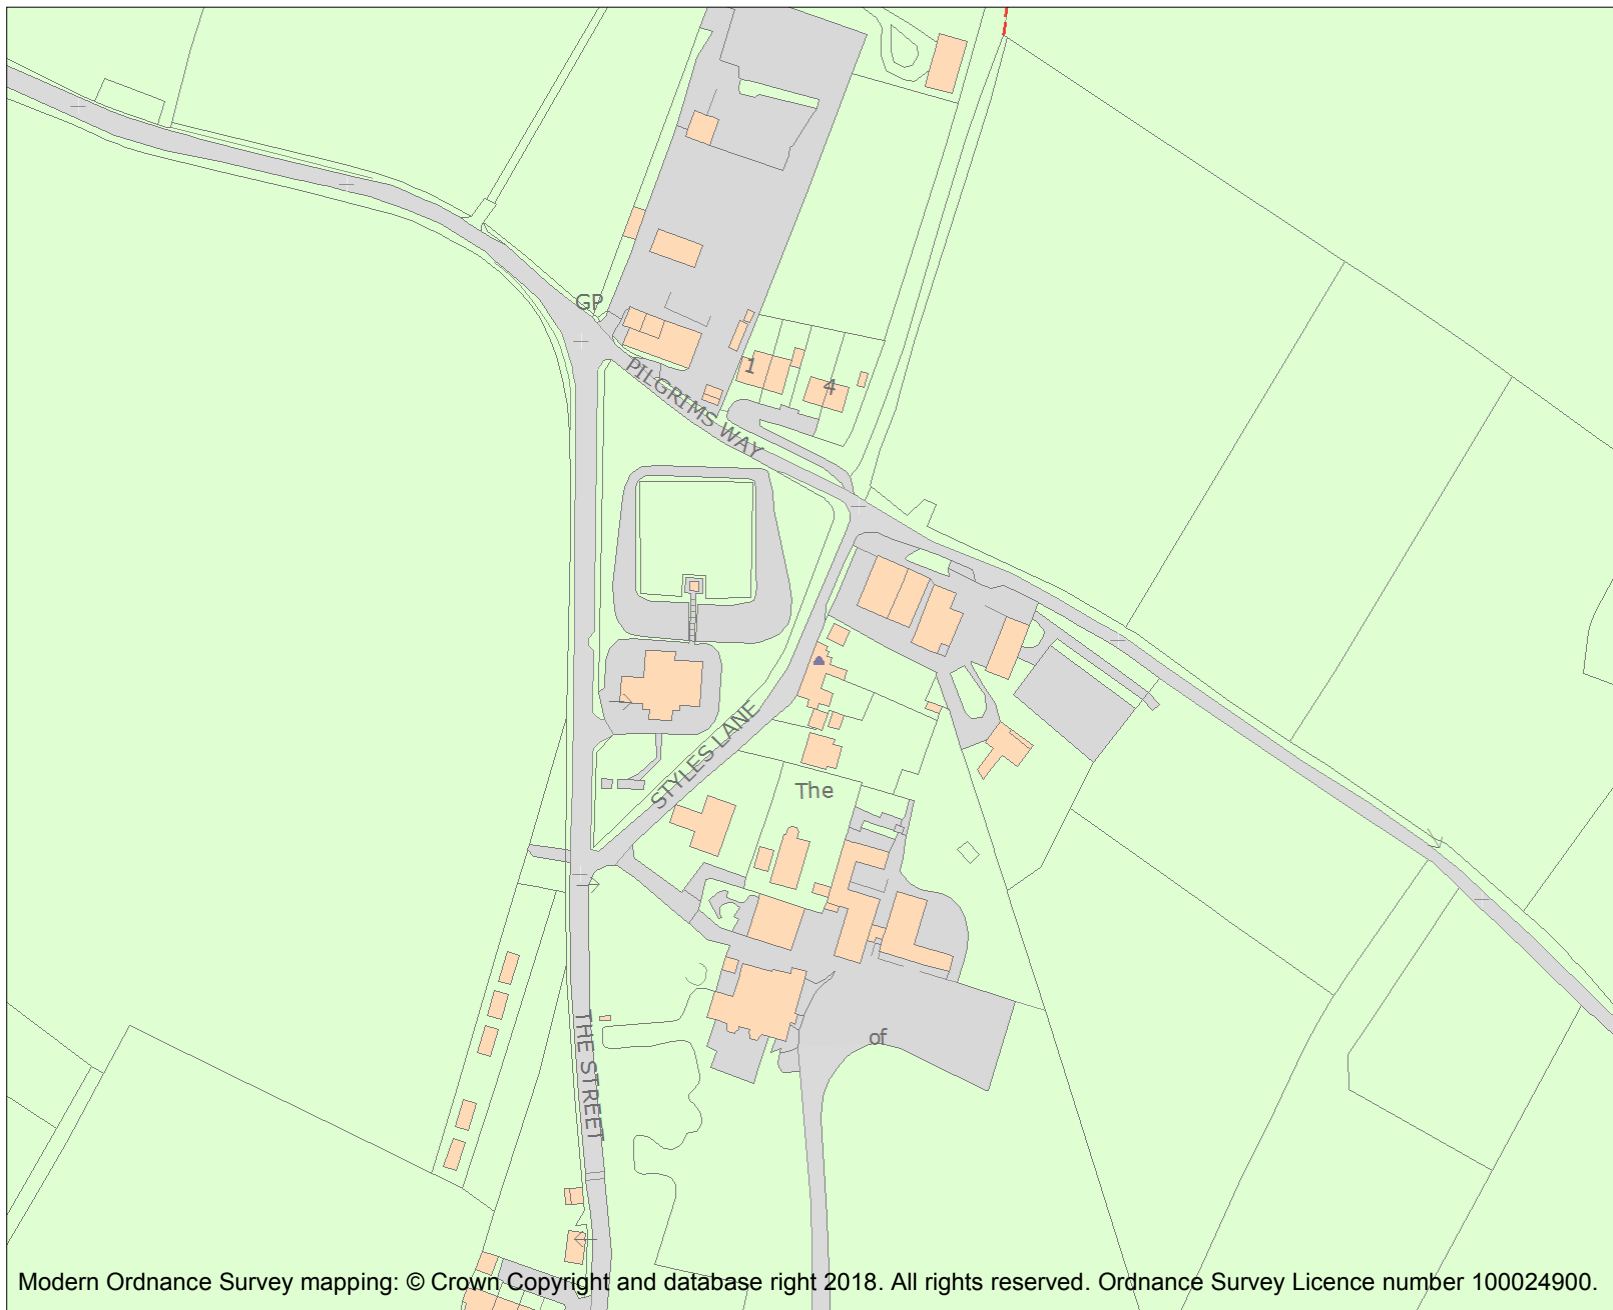 GP
PILGRIMS WAY
1
4
STYLES LANE
The
of
THE STREET
Modern Ordnance Survey mapping: © Crown Copyright and database right 2018. All rights reserved. Ordnance Survey Licence number 100024900.